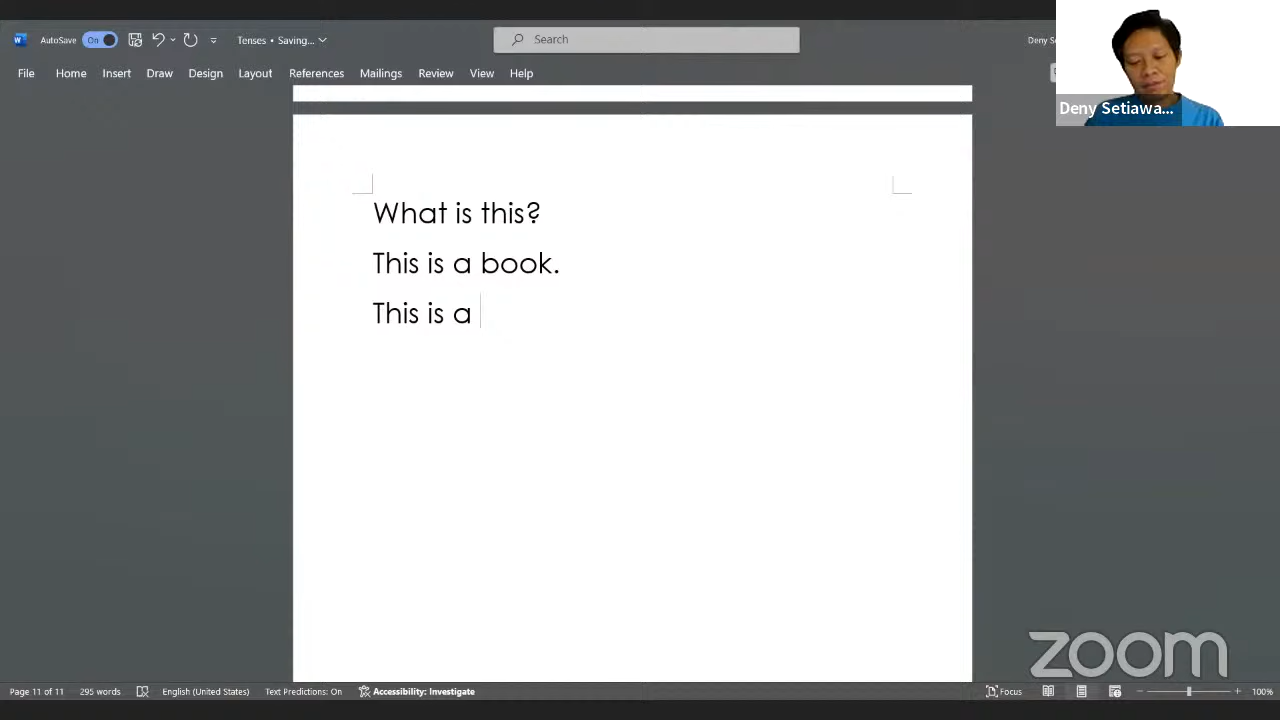 AutoSave On Tenses • Saving... Search Deny Se
File Home Insert Draw Design Layout References Mailings Review View Help
Deny Setiawa...
What is this?
This is a book.
This is a
zoom
Page 11 of 11 295 words English (United States) Text Predictions: On Accessibility: Investigate Focus 100%